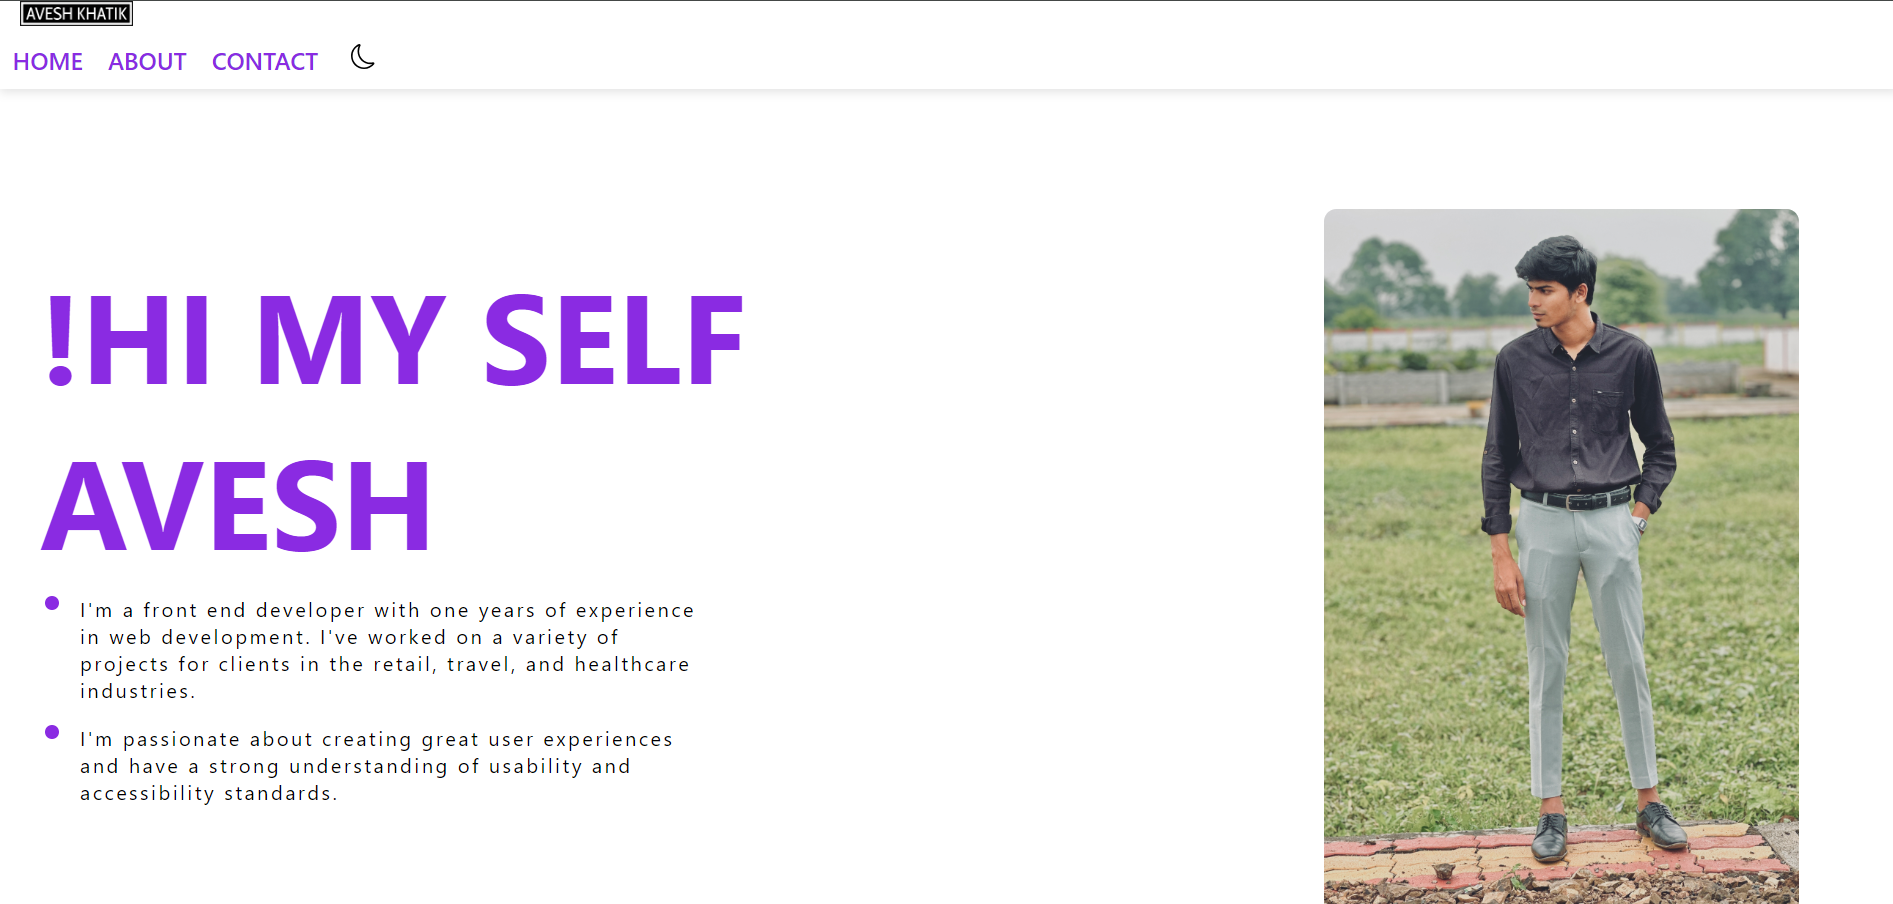 AVESH KHATIK
HOME ABOUT CONTACT
!HI MY SELF
AVESH
I'm a front end developer with one years of experience
in web development. I've worked on a variety of
projects for clients in the retail, travel, and healthcare
industries.
I'm passionate about creating great user experiences
and have a strong understanding of usability and
accessibility standards.